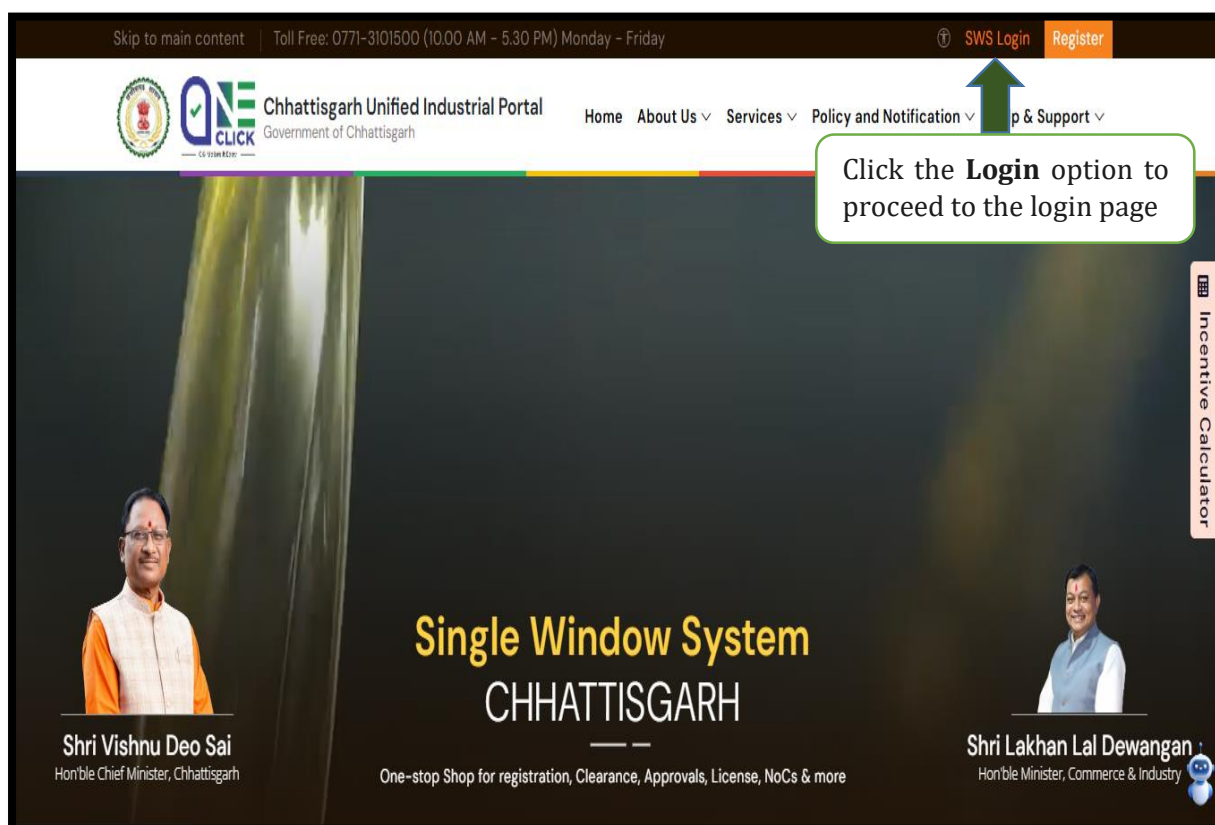 Skip to main content | Toll Free: 0771-3101500 (10.00 AM - 5.30 PM) Monday - Friday
SWS Login Register
ONE
CLICK
Chhattisgarh Unified Industrial Portal
Government of Chhattisgarh
Home About Us Services Policy and Notification p & Support
Click the Login option to
proceed to the login page
Incentive Calculator
Single Window System
CHHATTISGARH
One-stop Shop for registration, Clearance, Approvals, License, NoCs & more
Shri Vishnu Deo Sai
Hon'ble Chief Minister, Chhattisgarh
Shri Lakhan Lal Dewangan
Hon'ble Minister, Commerce & Industry